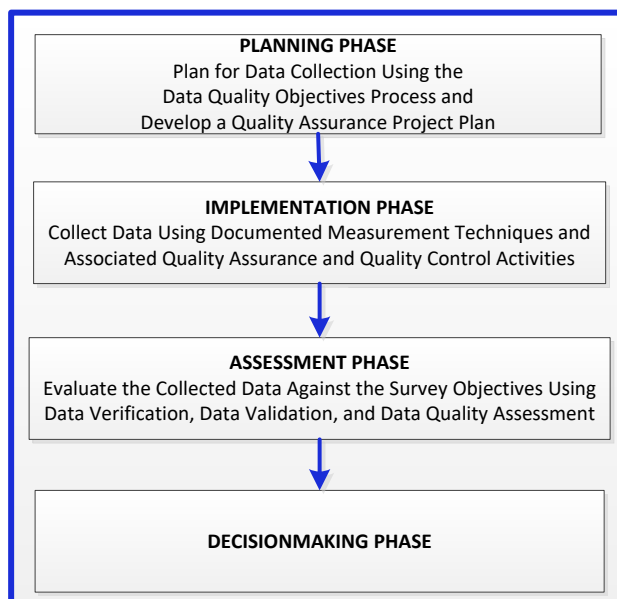 PLANNING PHASE
Plan for Data Collection Using the
Data Quality Objectives Process and
Develop a Quality Assurance Project Plan
IMPLEMENTATION PHASE
Collect Data Using Documented Measurement Techniques and
Associated Quality Assurance and Quality Control Activities
ASSESSMENT PHASE
Evaluate the Collected Data Against the Survey Objectives Using
Data Verification, Data Validation, and Data Quality Assessment
DECISIONMAKING PHASE